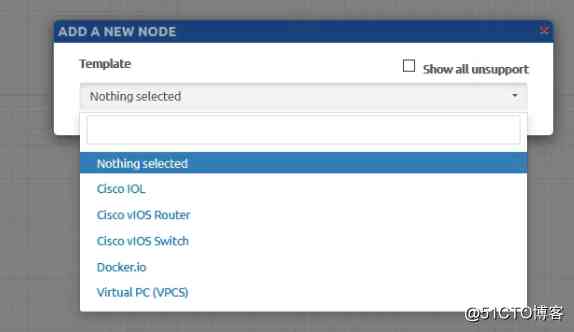 ADD A NEW NODE
Template
Show all unsupport
Nothing selected
Nothing selected
Cisco IOL
Cisco vIOS Router
Cisco vIOS Switch
Docker.io
Virtual PC (VPCS)
@51CTO博客